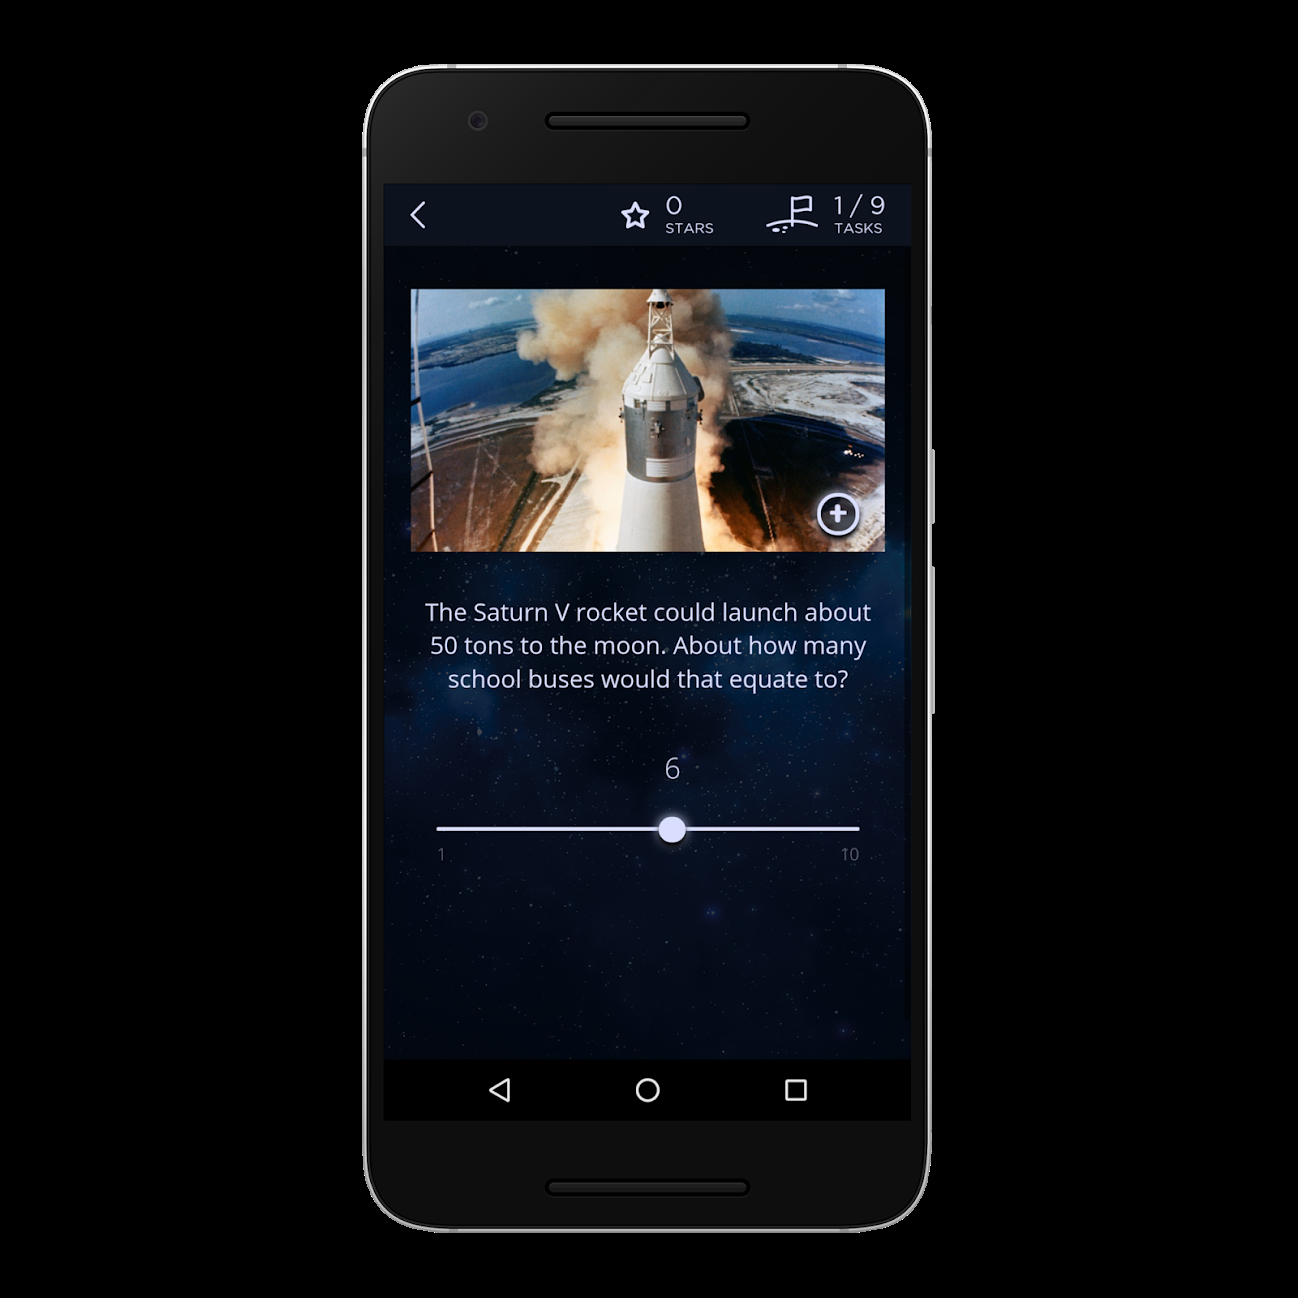 0
STARS
1 / 9
TASKS
The Saturn V rocket could launch about
50 tons to the moon. About how many
school buses would that equate to?
6
1
10